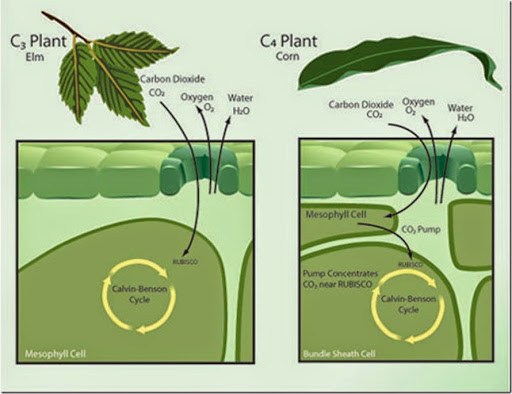 C3 Plant
Elm
Carbon Dioxide
CO2
Oxygen
O2
Water
H2O
RUBISCO
Calvin-Benson
Cycle
Mesophyll Cell
C4 Plant
Corn
Carbon Dioxide
CO2
Oxygen
O2
Water
H2O
Mesophyll Cell
CO2 Pump
RUBISCO
Pump Concentrates
CO2 near RUBISCO
Calvin-Benson
Cycle
Bundle Sheath Cell